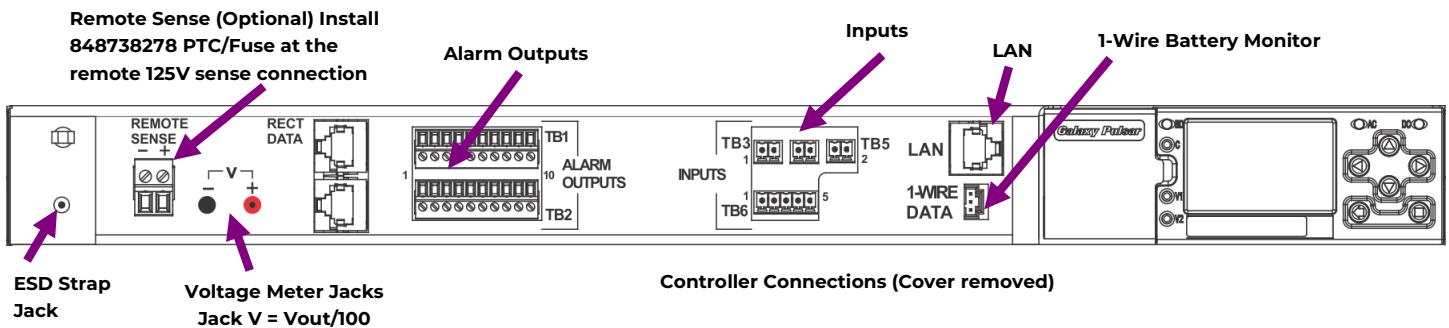 Remote Sense (Optional) Install
848738278 PTC/Fuse at the
remote 125V sense connection
Alarm Outputs
Inputs
LAN
1-Wire Battery Monitor
REMOTE
SENSE
- +
RECT
DATA
- V +
1
TB1
10
ALARM
OUTPUTS
TB2
INPUTS
TB3
1
TB5
2
1
5
TB6
LAN
1-WIRE
DATA
Galaxy Pulsar
C
V1
V2
AC
DC
ESD Strap
Jack
Voltage Meter Jacks
Jack V = Vout/100
Controller Connections (Cover removed)